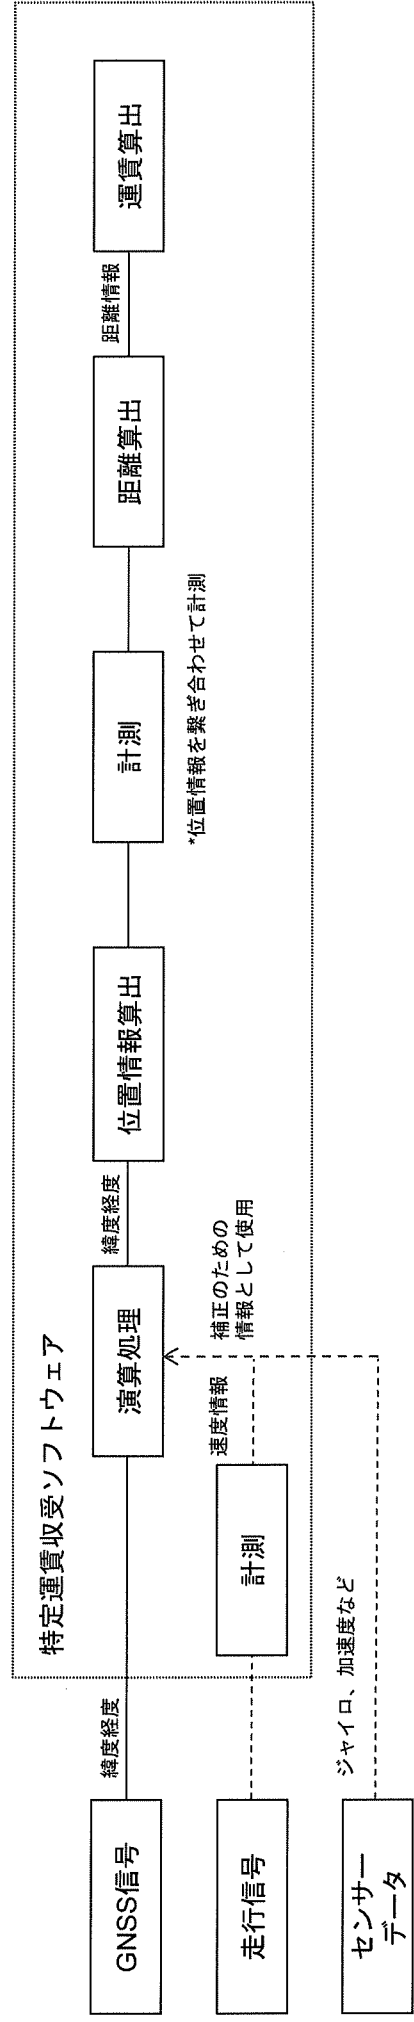 特定運賃収受ソフトウェア
GNSS信号
緯度経度
演算処理
緯度経度
位置情報算出
計測
距離算出
距離情報
運賃算出
*位置情報を繋ぎ合わせて計測
走行信号
計測
速度情報
補正のための
情報として使用
センサー
データ
ジャイロ、加速度など